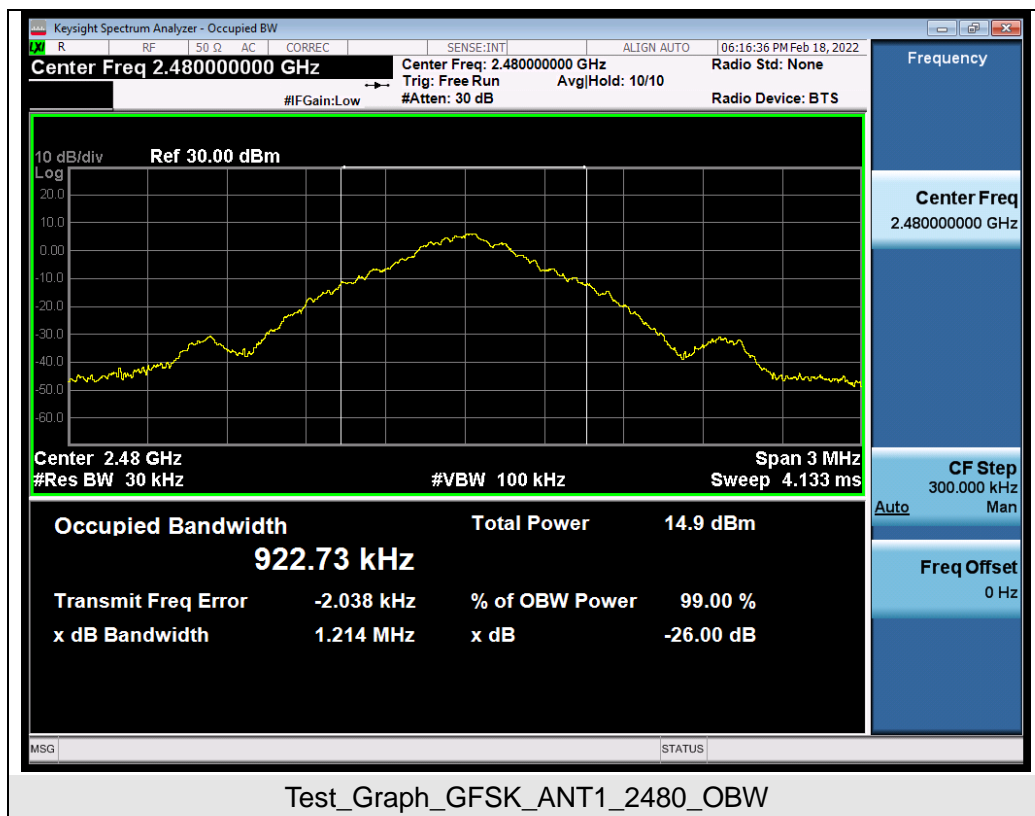 Keysight Spectrum Analyzer - Occupied BW
LXI R RF 50 Ω AC CORREC SENSE:INT ALIGN AUTO 06:16:36 PM Feb 18, 2022
Center Freq 2.480000000 GHz
#IFGain:Low
Center Freq: 2.480000000 GHz
Trig: Free Run Avg|Hold: 10/10
#Atten: 30 dB
Radio Std: None
Radio Device: BTS
10 dB/div Ref 30.00 dBm
Log
20.0
10.0
0.00
-10.0
-20.0
-30.0
-40.0
-50.0
-60.0
Center 2.48 GHz Span 3 MHz
#Res BW 30 kHz #VBW 100 kHz Sweep 4.133 ms
Occupied Bandwidth Total Power 14.9 dBm
922.73 kHz
Transmit Freq Error -2.038 kHz % of OBW Power 99.00 %
x dB Bandwidth 1.214 MHz x dB -26.00 dB
MSG STATUS
Frequency
Center Freq
2.480000000 GHz
CF Step
300.000 kHz
Auto Man
Freq Offset
0 Hz
Test_Graph_GFSK_ANT1_2480_OBW